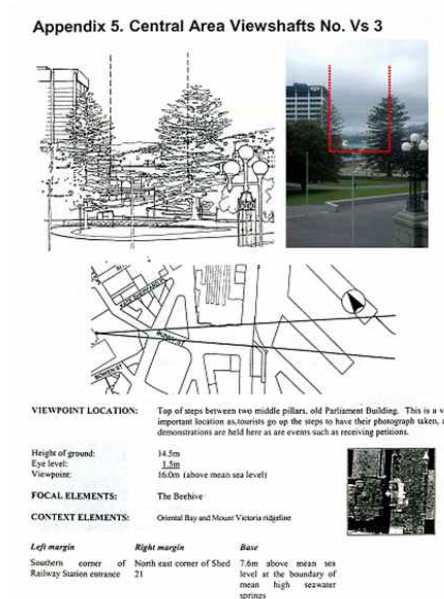 Appendix 5. Central Area Viewshafts No. Vs 3
BUNNY ST
BOWEN ST
VIEWPOINT LOCATION: Top of steps between two middle pillars, old Parliament Building. This is a v
important location as,tourists go up the steps to have their photograph taken, a
demonstrations are held here as are events such as receiving petitions.
Height of ground: 14.5m
Eye level: 1.5m
Viewpoint: 16.0m (above mean sea level)
FOCAL ELEMENTS: The Beehive
CONTEXT ELEMENTS: Oriental Bay and Mount Victoria ridgeline
Left margin Right margin Base
Southern corner of North east corner of Shed 7.6m above mean sea
Railway Station entrance 21 level at the boundary of
mean high seawater
springs